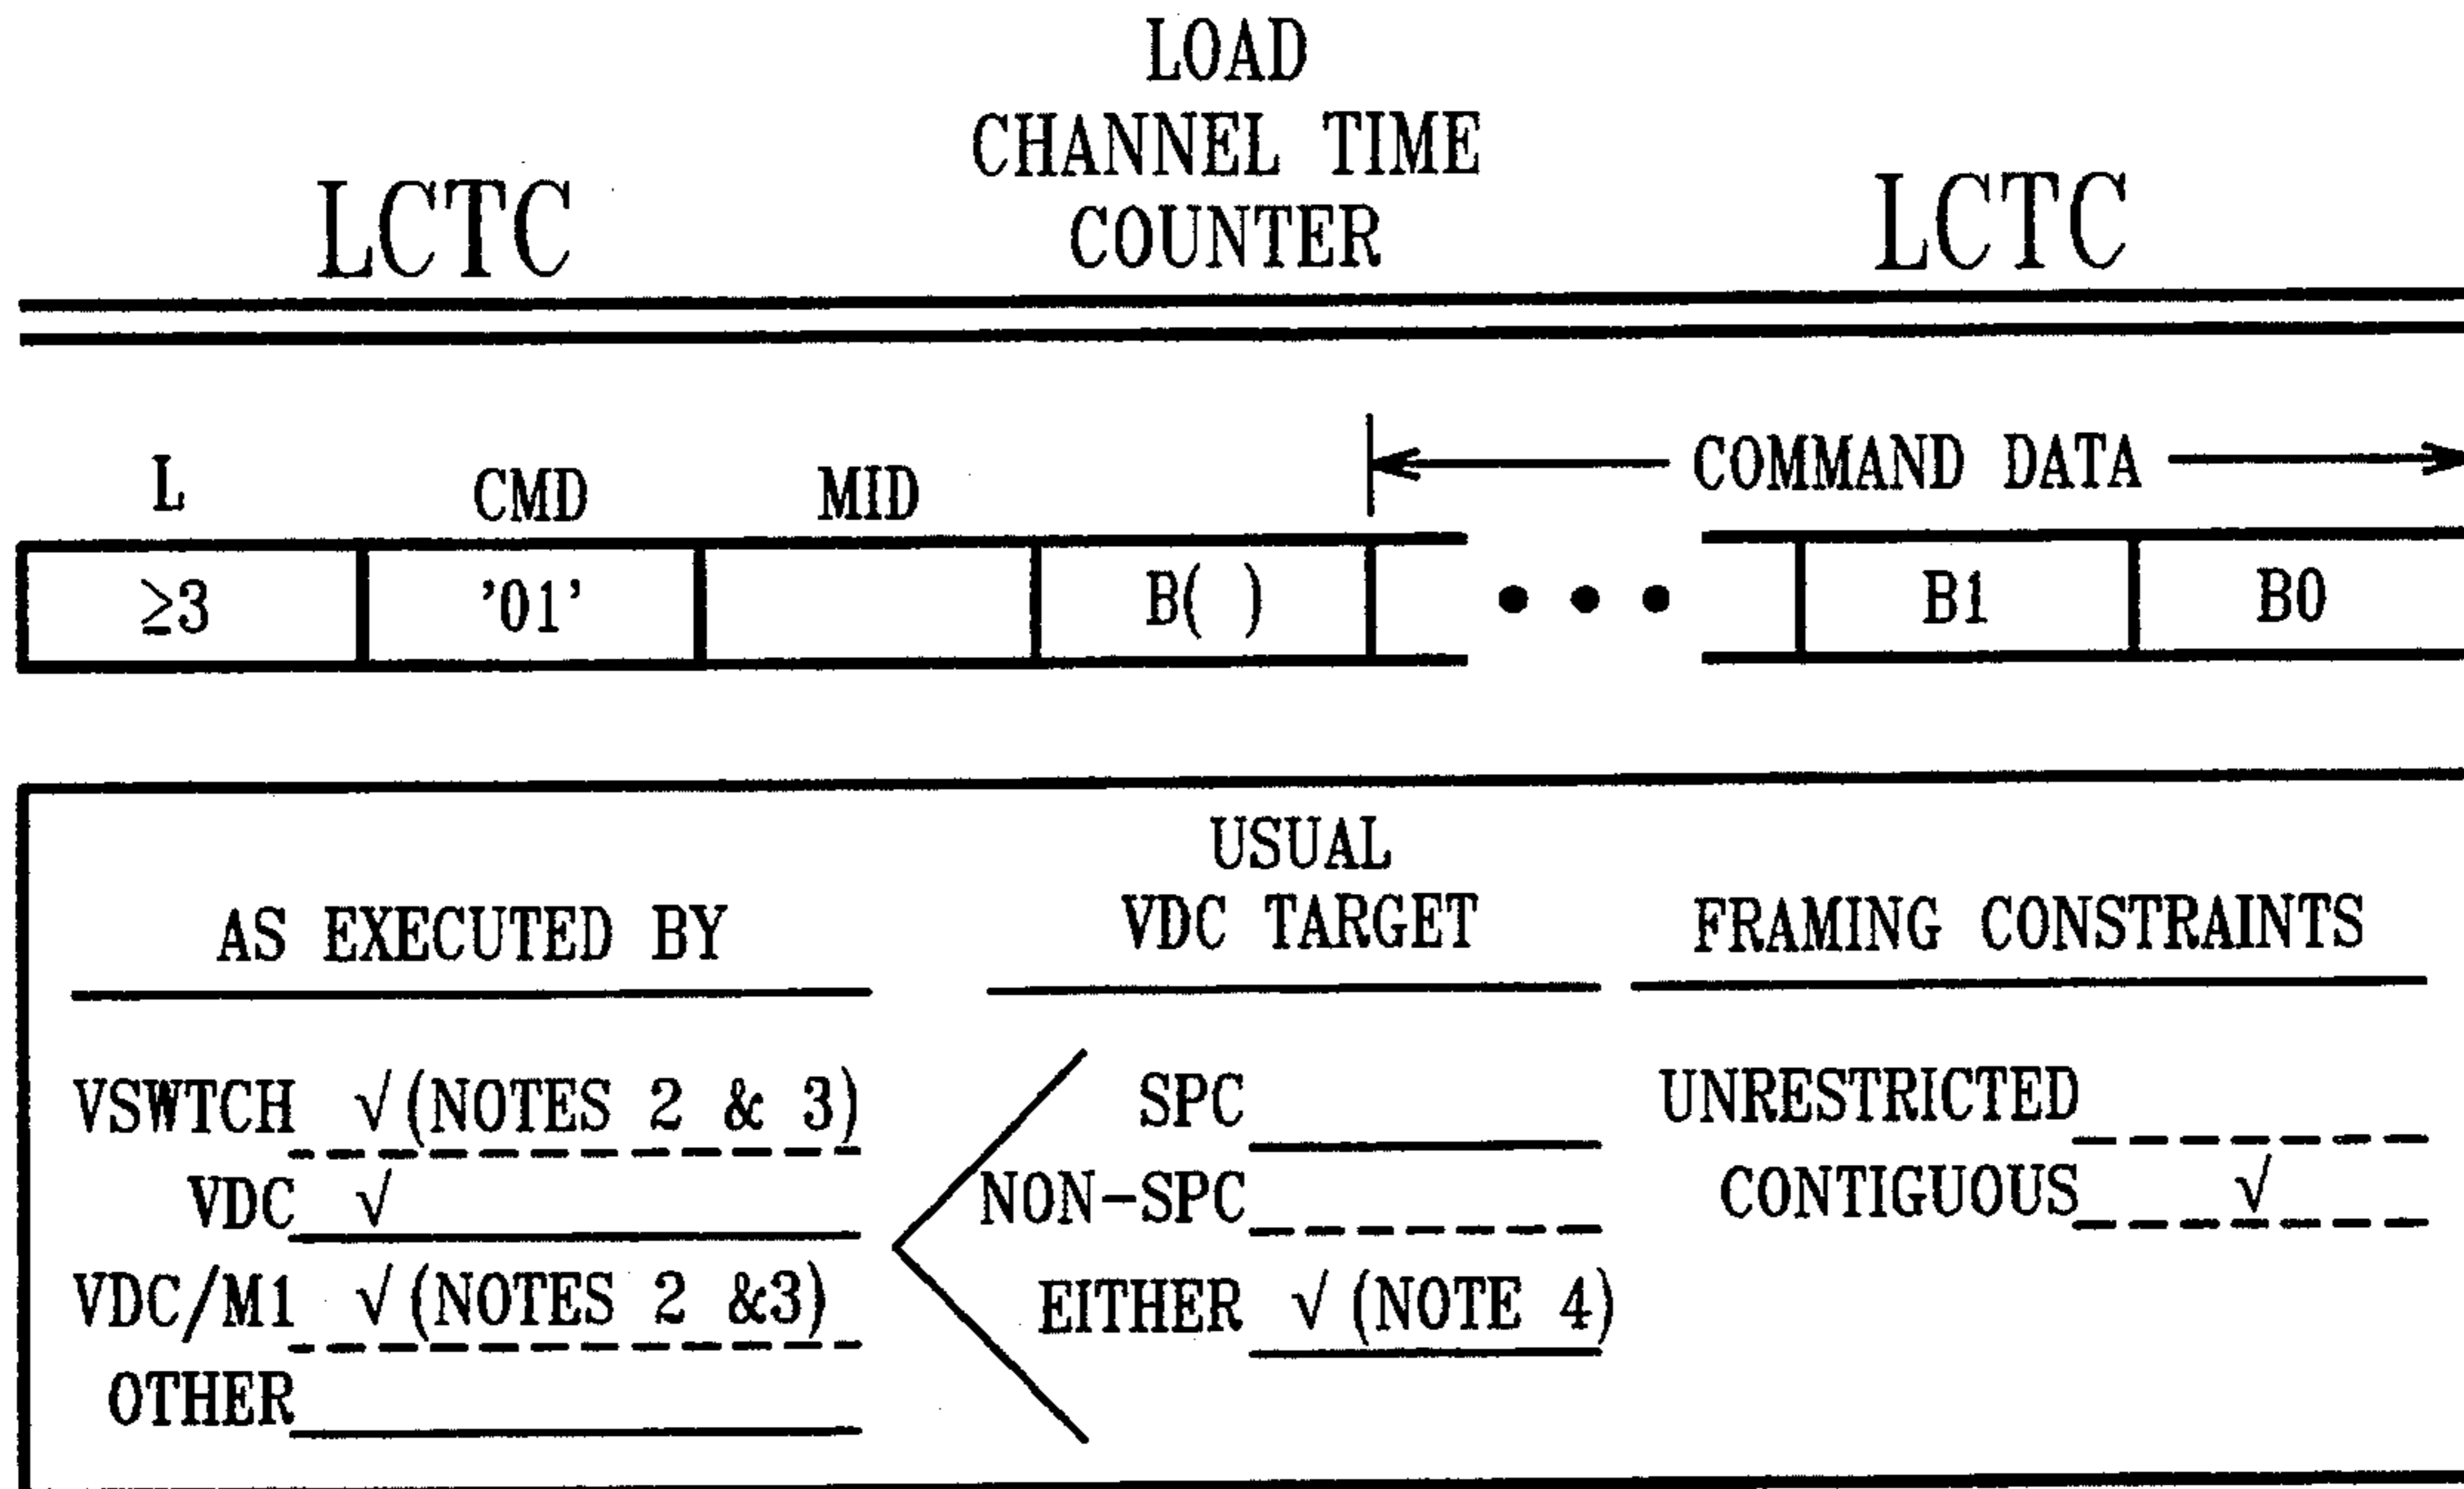 LOAD
CHANNEL TIME
LCTC COUNTER LCTC
COMMAND DATA
L CMD MID
≥3 '01' B( ) • • • B1 B0
USUAL
AS EXECUTED BY VDC TARGET FRAMING CONSTRAINTS
VSWTCH √(NOTES 2 & 3) SPC UNRESTRICTED
VDC √ NON-SPC CONTIGUOUS √
VDC/M1 √(NOTES 2 &3) EITHER √(NOTE 4)
OTHER